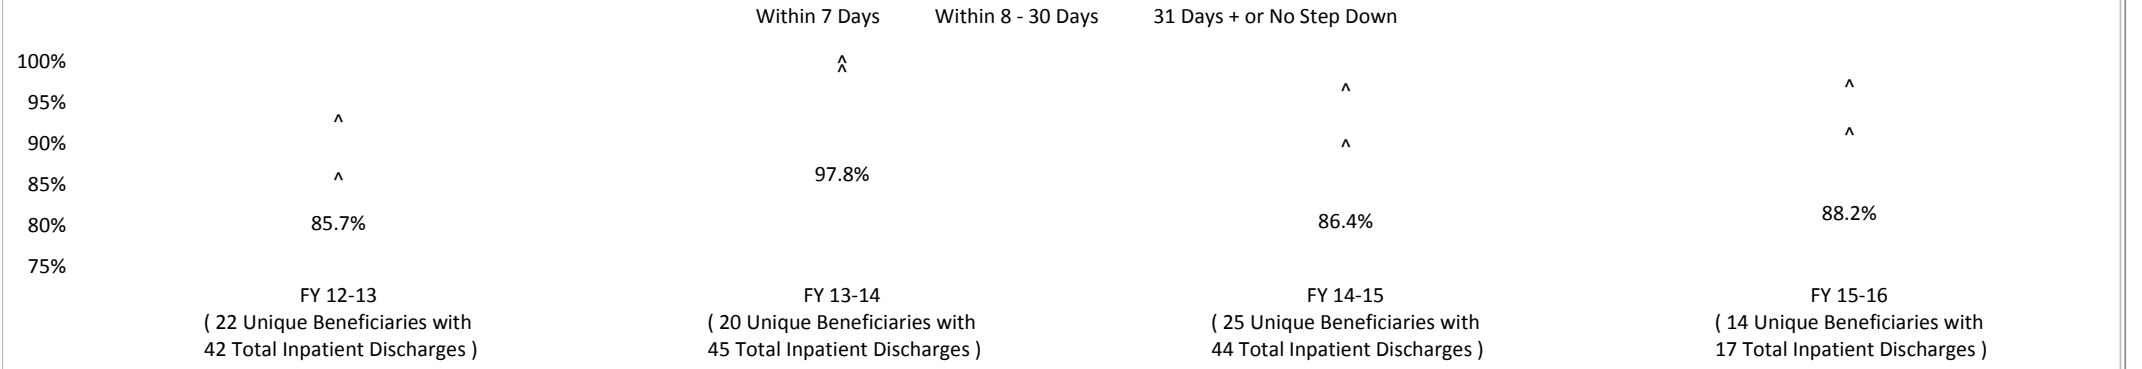 Within 7 Days Within 8 - 30 Days 31 Days + or No Step Down
100%
95%
90%
85%
80%
75%
^
^
85.7%
^
^
97.8%
^
^
86.4%
^
^
88.2%
FY 12-13
( 22 Unique Beneficiaries with
42 Total Inpatient Discharges )
FY 13-14
( 20 Unique Beneficiaries with
45 Total Inpatient Discharges )
FY 14-15
( 25 Unique Beneficiaries with
44 Total Inpatient Discharges )
FY 15-16
( 14 Unique Beneficiaries with
17 Total Inpatient Discharges )